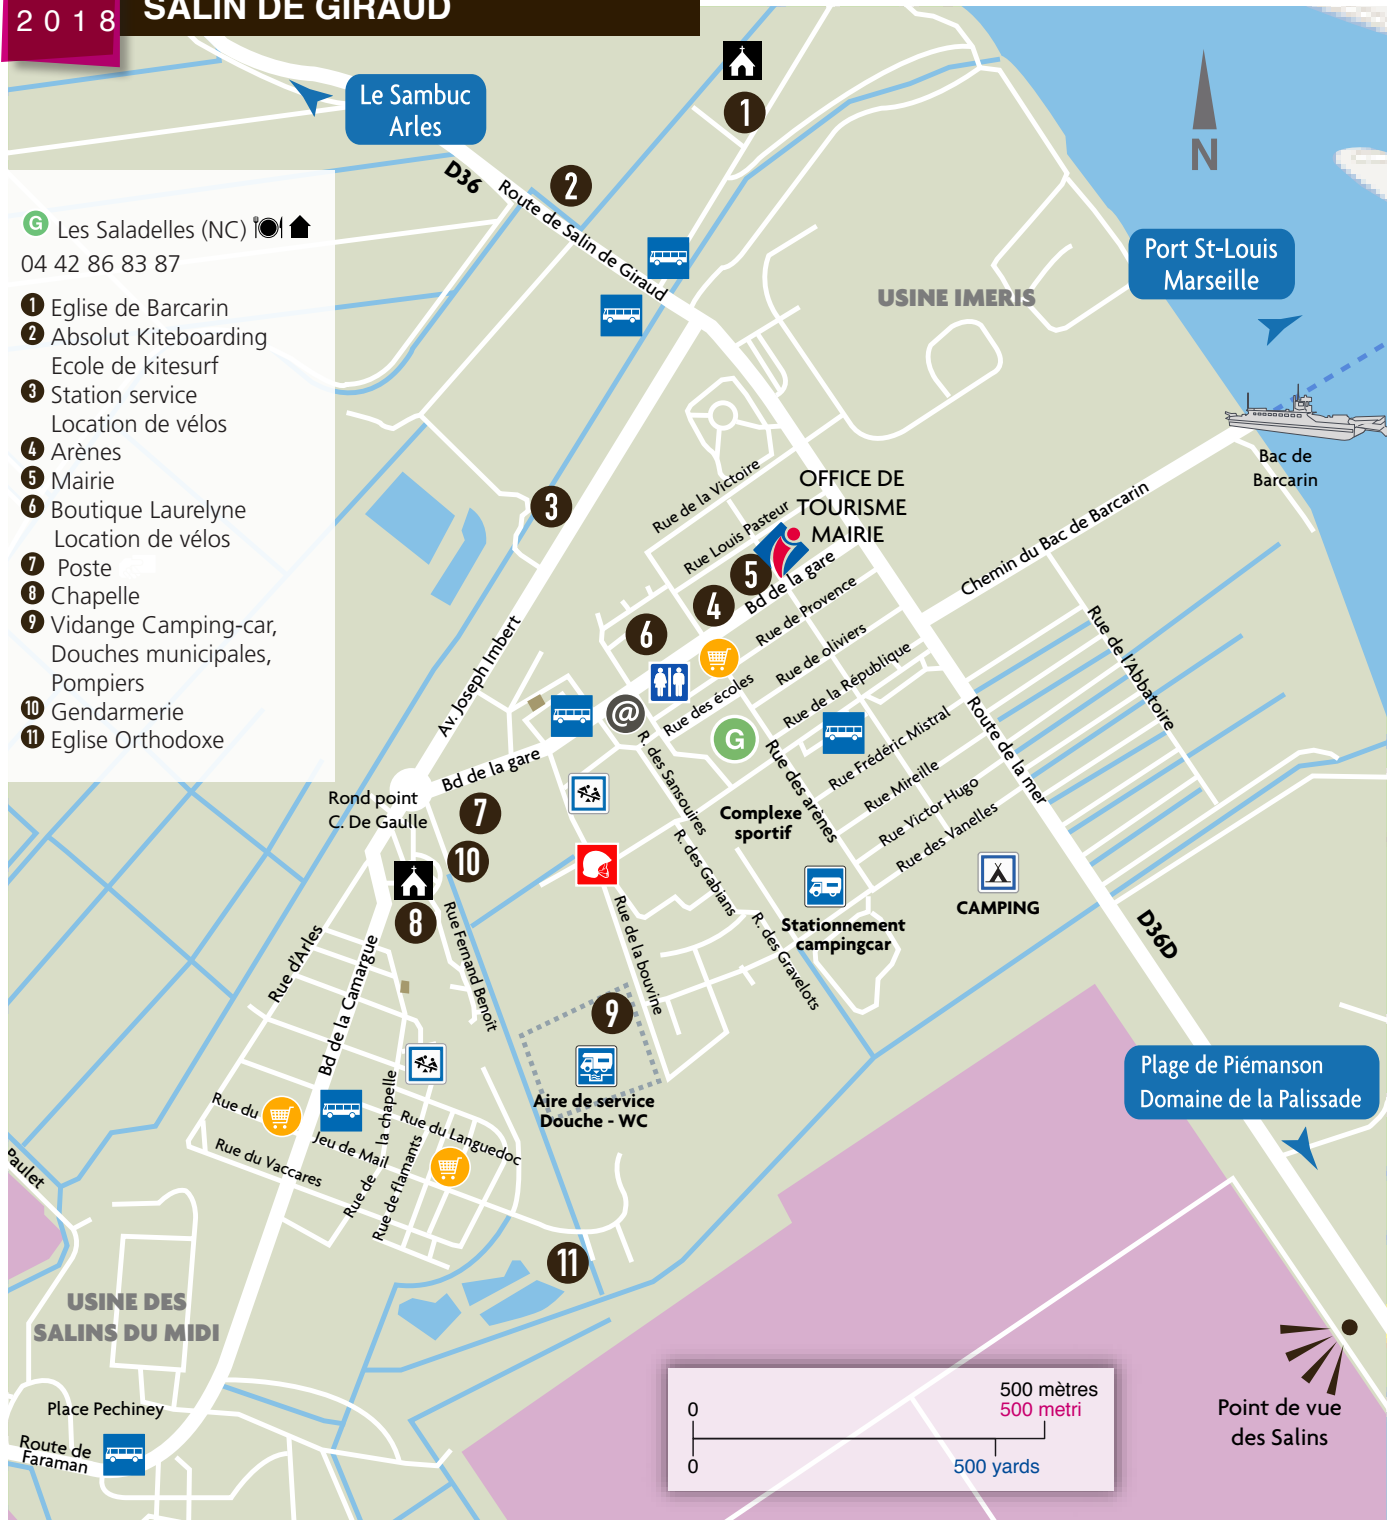 2018
SALIN DE GIRAUD
Le Sambuc
Arles
D36
Route de Salin de Giraud
1
2
N
Port St-Louis
Marseille
USINE IMERIS
Bac de
Barcarin
G Les Saladelles (NC)
04 42 86 83 87
1 Eglise de Barcarin
2 Absolut Kiteboarding
Ecole de kitesurf
3 Station service
Location de vélos
4 Arènes
5 Mairie
6 Boutique Laurelyne
Location de vélos
7 Poste
8 Chapelle
9 Vidange Camping-car,
Douches municipales,
Pompiers
10 Gendarmerie
11 Eglise Orthodoxe
3
Rue de la Victoire
Rue Louis Pasteur
OFFICE DE
TOURISME
MAIRIE
5
4
6
Bd de la gare
Rue de Provence
Rue de oliviers
Rue de la République
Rue des écoles
@
G
Chemin du Bac de Barcarin
Rue de l'Abbatoire
Av. Joseph Imbert
Bd de la gare
R. des Sansouires
Rue des arènes
Rue Frédéric Mistral
Rue Mireille
Rue Victor Hugo
Rue des Vanelles
Route de la mer
Rond point
C. De Gaulle
7
10
8
Complexe
sportif
R. des Gabians
R. des Gravelots
Stationnement
campingcar
CAMPING
D36D
Rue d'Arles
Bd de la Camargue
Rue Fernand Benoit
Rue de la bouvine
9
Aire de service
Douche - WC
Plage de Piémanson
Domaine de la Palissade
Rue du
Jeu de Mail
Rue de
la chapelle
Rue du Languedoc
Rue du Vaccares
Rue de flamants
Paulet
11
USINE DES
SALINS DU MIDI
Place Pechiney
Route de
Faraman
0
500 mètres
500 metri
0
500 yards
Point de vue
des Salins